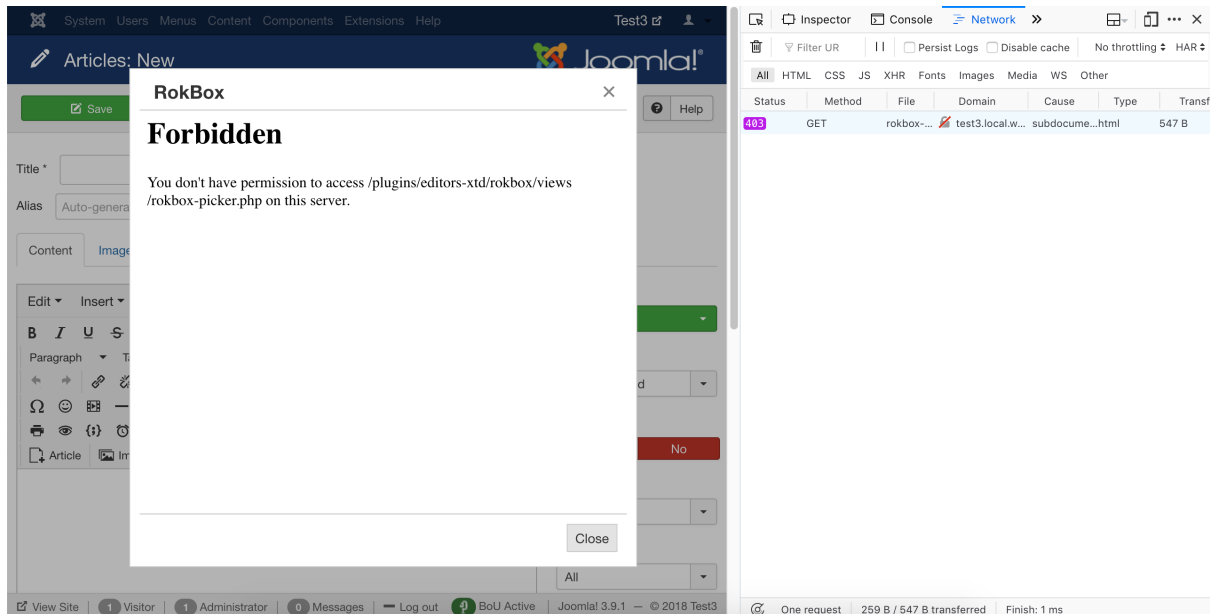 System Users Menus Content Components Extensions Help Test3
Articles: New Joomla!®
Save Help
RokBox ×
Forbidden
You don't have permission to access /plugins/editors-xtd/rokbox/views
/rokbox-picker.php on this server.
Close
Title *
Alias Auto-genera
Content Image
Edit Insert
B I U S
Paragraph
Ω
{;}
Article Im
d
No
All
View Site 1 Visitor 1 Administrator 0 Messages Log out BoU Active Joomla! 3.9.1 — © 2018 Test3
Inspector Console Network
Filter UR Persist Logs Disable cache No throttling HAR
All HTML CSS JS XHR Fonts Images Media WS Other
Status Method File Domain Cause Type Transf
403 GET rokbox-... test3.local.w... subdocume... html 547 B
One request 259 B / 547 B transferred Finish: 1 ms